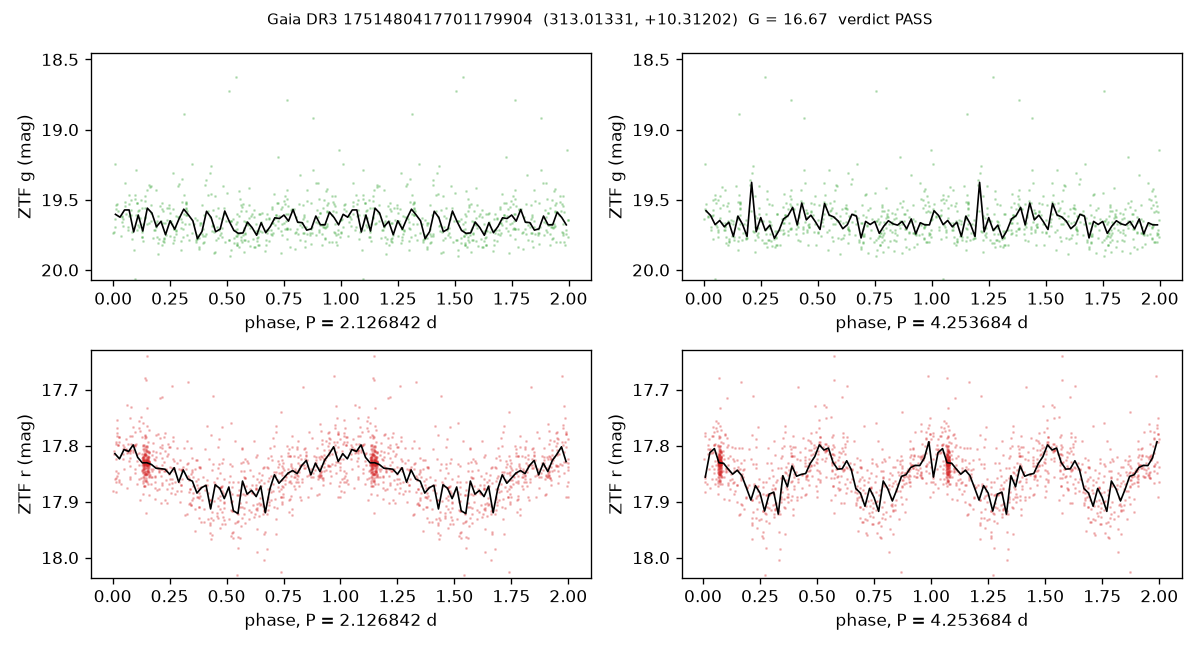 Gaia DR3 1751480417701179904 (313.01331, +10.31202) G = 16.67 verdict PASS
ZTF g (mag)
18.5
19.0
19.5
20.0
0.00 0.25 0.50 0.75 1.00 1.25 1.50 1.75 2.00
phase, P = 2.126842 d
ZTF g (mag)
18.5
19.0
19.5
20.0
0.00 0.25 0.50 0.75 1.00 1.25 1.50 1.75 2.00
phase, P = 4.253684 d
ZTF r (mag)
17.7
17.8
17.9
18.0
0.00 0.25 0.50 0.75 1.00 1.25 1.50 1.75 2.00
phase, P = 2.126842 d
ZTF r (mag)
17.7
17.8
17.9
18.0
0.00 0.25 0.50 0.75 1.00 1.25 1.50 1.75 2.00
phase, P = 4.253684 d